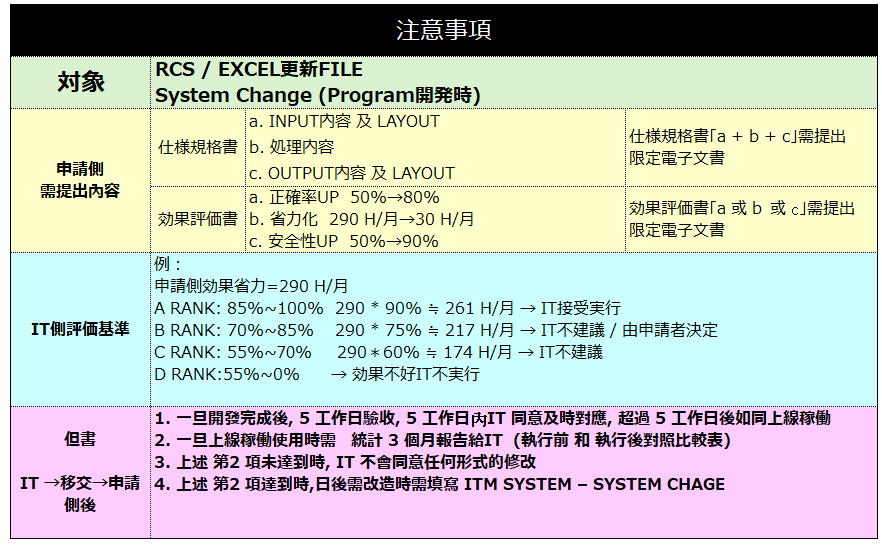 注意事項
対象
RCS / EXCEL更新FILE
System Change (Program開発時)
申請側
需提出內容
仕様規格書
a. INPUT内容 及 LAYOUT
b. 処理内容
c. OUTPUT内容 及 LAYOUT
仕様規格書「a + b + c」需提出
限定電子文書
効果評価書
a. 正確率UP 50%→80%
b. 省力化 290 H/月→30 H/月
c. 安全性UP 50%→90%
効果評価書「a 或 b 或 c」需提出
限定電子文書
IT側評価基準
例：
申請側効果省力=290 H/月
A RANK: 85%~100% 290 * 90% ≒ 261 H/月 → IT接受実行
B RANK: 70%~85% 290 * 75% ≒ 217 H/月 → IT不建議 / 由申請者決定
C RANK: 55%~70% 290＊60% ≒ 174 H/月 → IT不建議
D RANK:55%~0% → 効果不好IT不実行
但書
IT →移交→申請
側後
1. 一旦開發完成後, 5 工作日驗收, 5 工作日內IT 同意及時對應, 超過 5 工作日後如同上線稼働
2. 一旦上線稼働使用時需 統計 3 個月報告給IT (執行前 和 執行後対照比較表)
3. 上述 第2 項未達到時, IT 不會同意任何形式的修改
4. 上述 第2 項達到時,日後需改造時需填寫 ITM SYSTEM – SYSTEM CHAGE